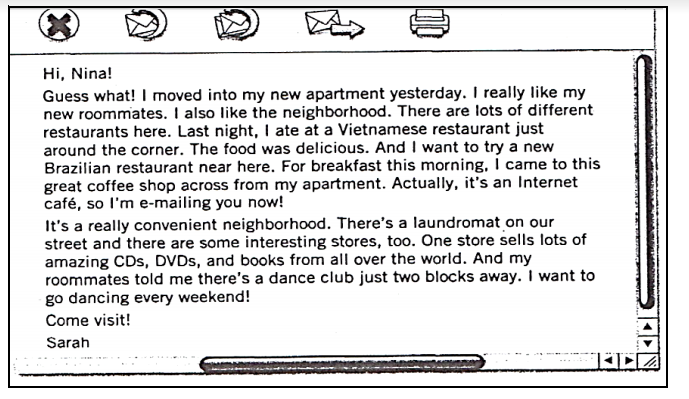 Hi, Nina!
Guess what! I moved into my new apartment yesterday. I really like my
new roommates. I also like the neighborhood. There are lots of different
restaurants here. Last night, I ate at a Vietnamese restaurant just
around the corner. The food was delicious. And I want to try a new
Brazilian restaurant near here. For breakfast this morning, I came to this
great coffee shop across from my apartment. Actually, it's an Internet
café, so I'm e-mailing you now!
It's a really convenient neighborhood. There's a laundromat on our
street and there are some interesting stores, too. One store sells lots of
amazing CDs, DVDs, and books from all over the world. And my
roommates told me there's a dance club just two blocks away. I want to
go dancing every weekend!
Come visit!
Sarah